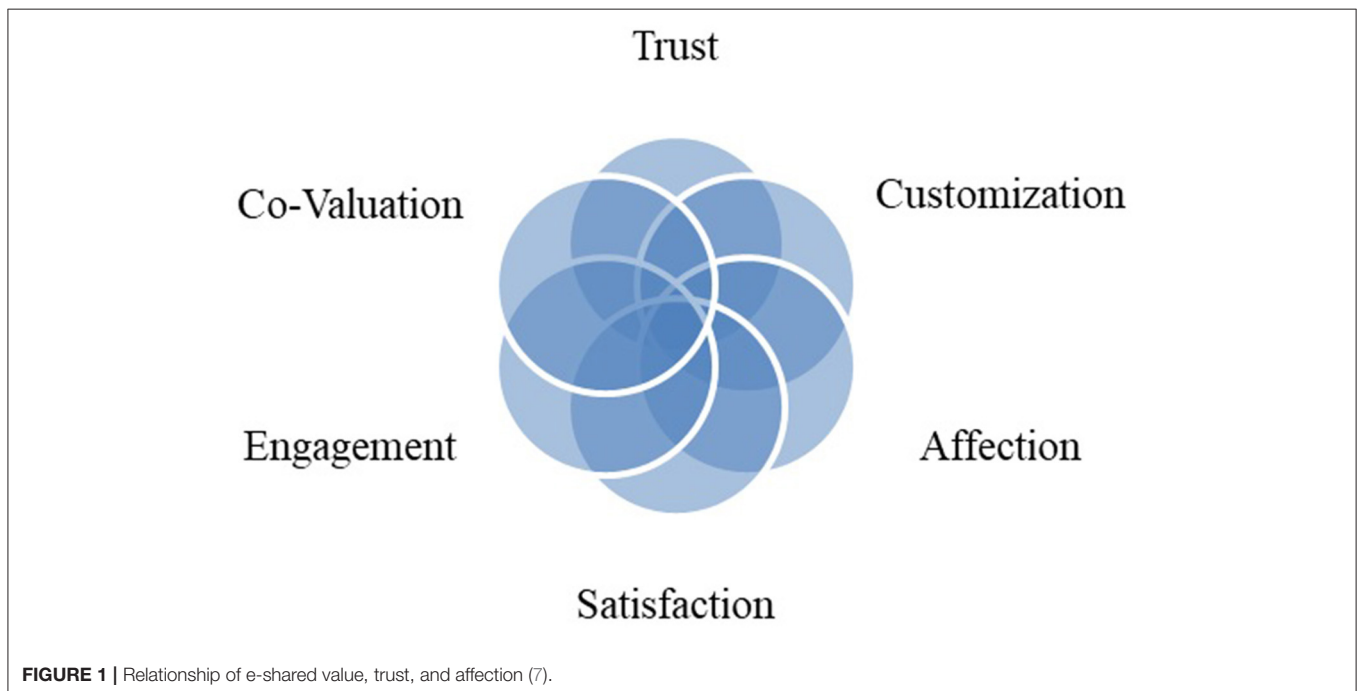 Trust
Co-Valuation
Customization
Engagement
Affection
Satisfaction
FIGURE 1 | Relationship of e-shared value, trust, and affection (7).